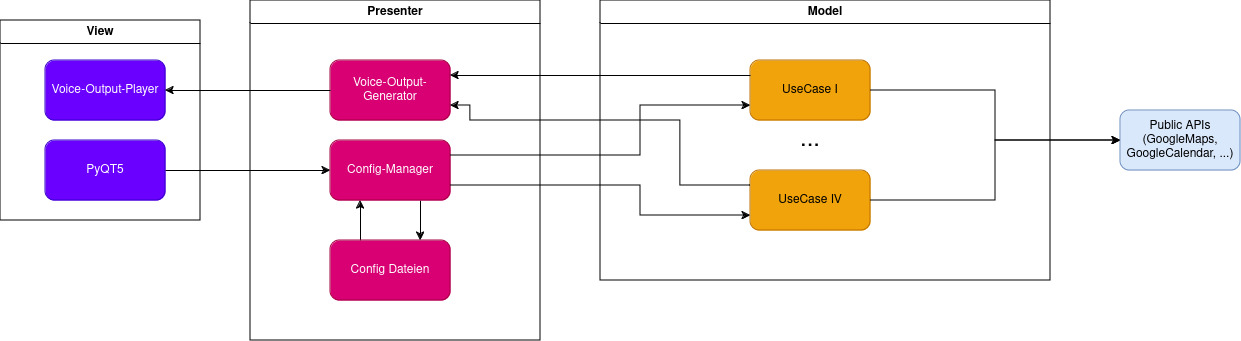 View
Voice-Output-Player
PyQT5
Presenter
Voice-Output-
Generator
Config-Manager
Config Dateien
Model
UseCase I
...
UseCase IV
Public APIs
(GoogleMaps,
GoogleCalendar, ...)